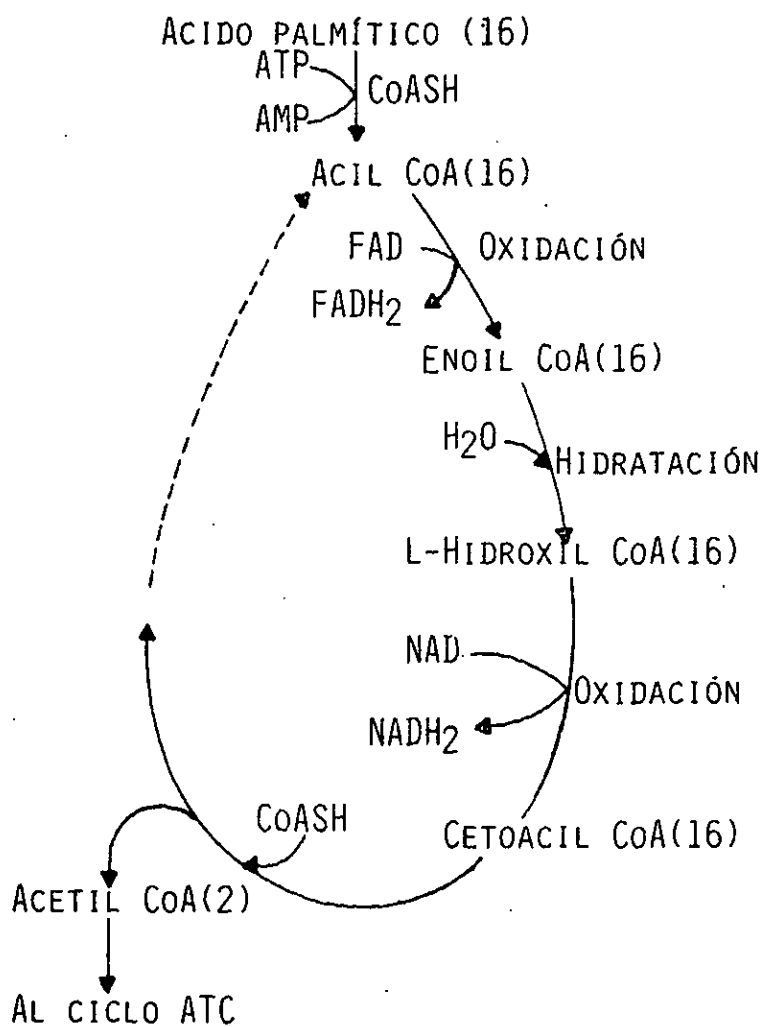 ACIDO PALMÍTICO (16)
ATP
COASH
AMP
ACIL COA(16)
FAD
OXIDACIÓN
FADH2
ENOIL COA(16)
H2O
HIDRATACIÓN
L-HIDROXIL COA(16)
NAD
OXIDACIÓN
NADH2
COASH
CETOACIL COA(16)
ACETIL COA(2)
AL CICLO ATC